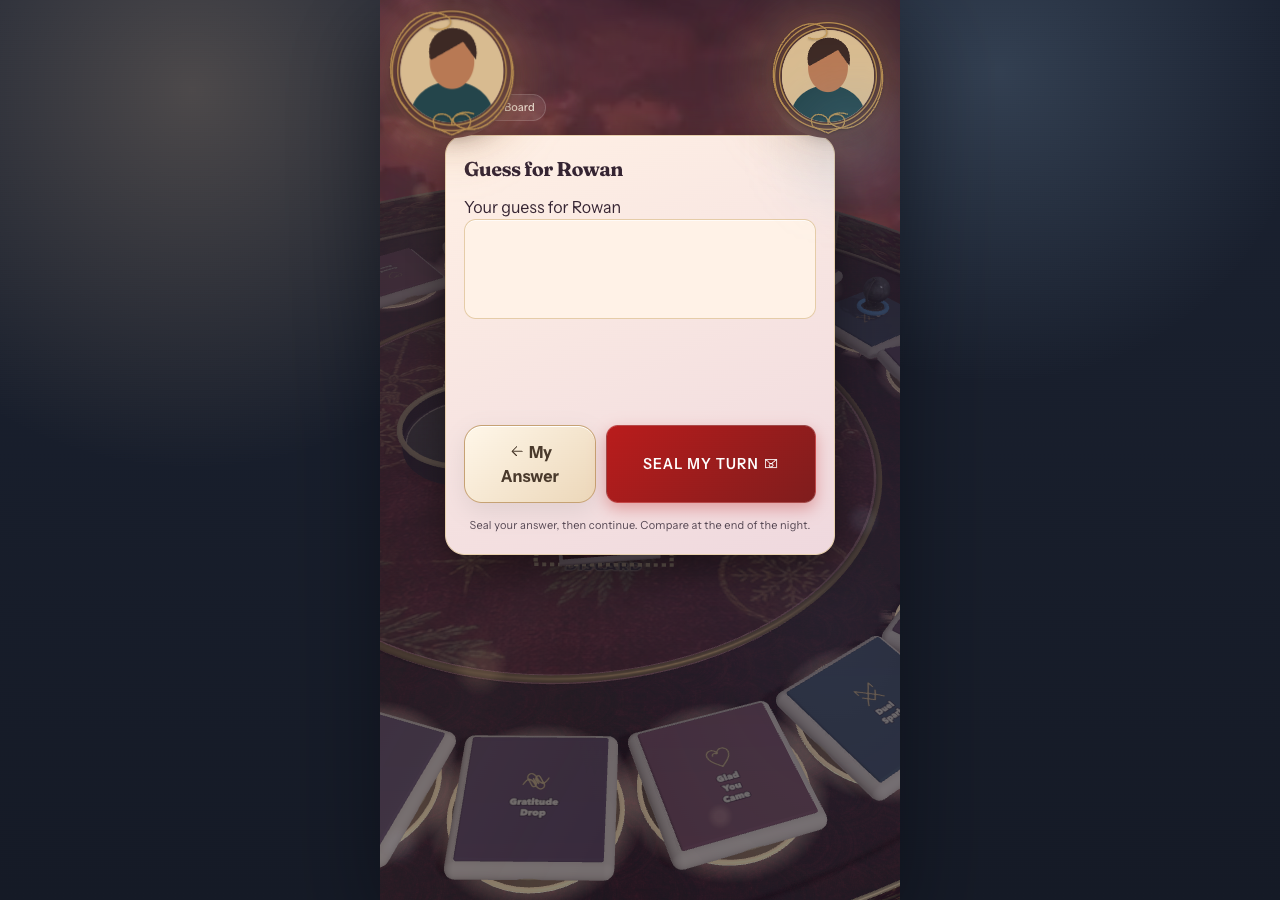 Board
Guess for Rowan
Your guess for Rowan
← My
Answer
SEAL MY TURN
Seal your answer, then continue. Compare at the end of the night.
Gratitude
Drop
Glad
You
Came
Dual